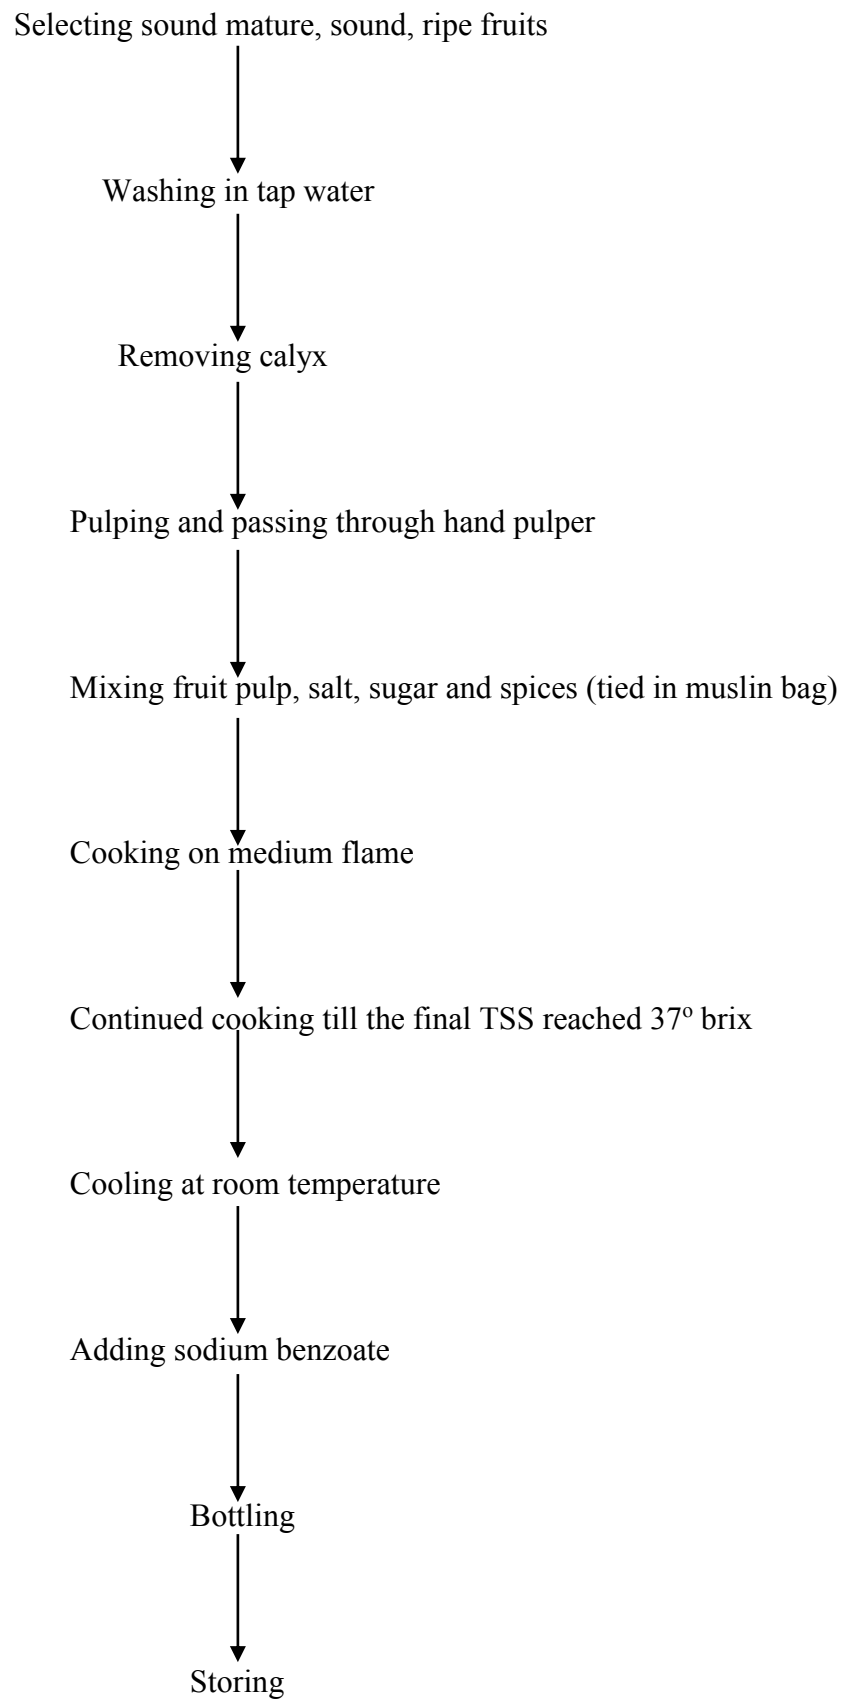 Selecting sound mature, sound, ripe fruits
Washing in tap water
Removing calyx
Pulping and passing through hand pulper
Mixing fruit pulp, salt, sugar and spices (tied in muslin bag)
Cooking on medium flame
Continued cooking till the final TSS reached 37º brix
Cooling at room temperature
Adding sodium benzoate
Bottling
Storing